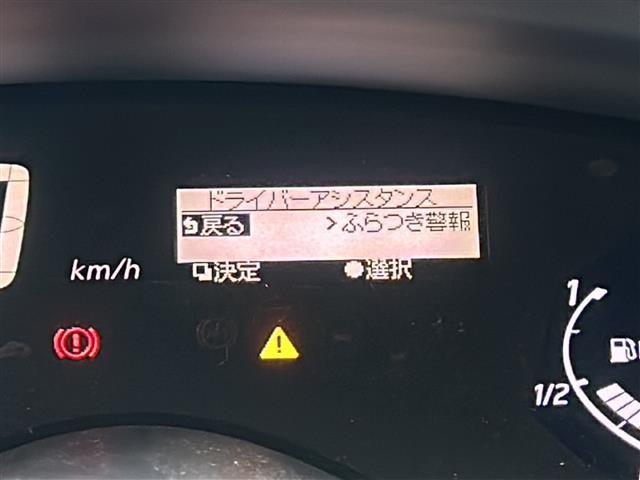 ドライバーアシスタンス
戻る >ふらつき警報
決定 選択
km/h
1
1/2